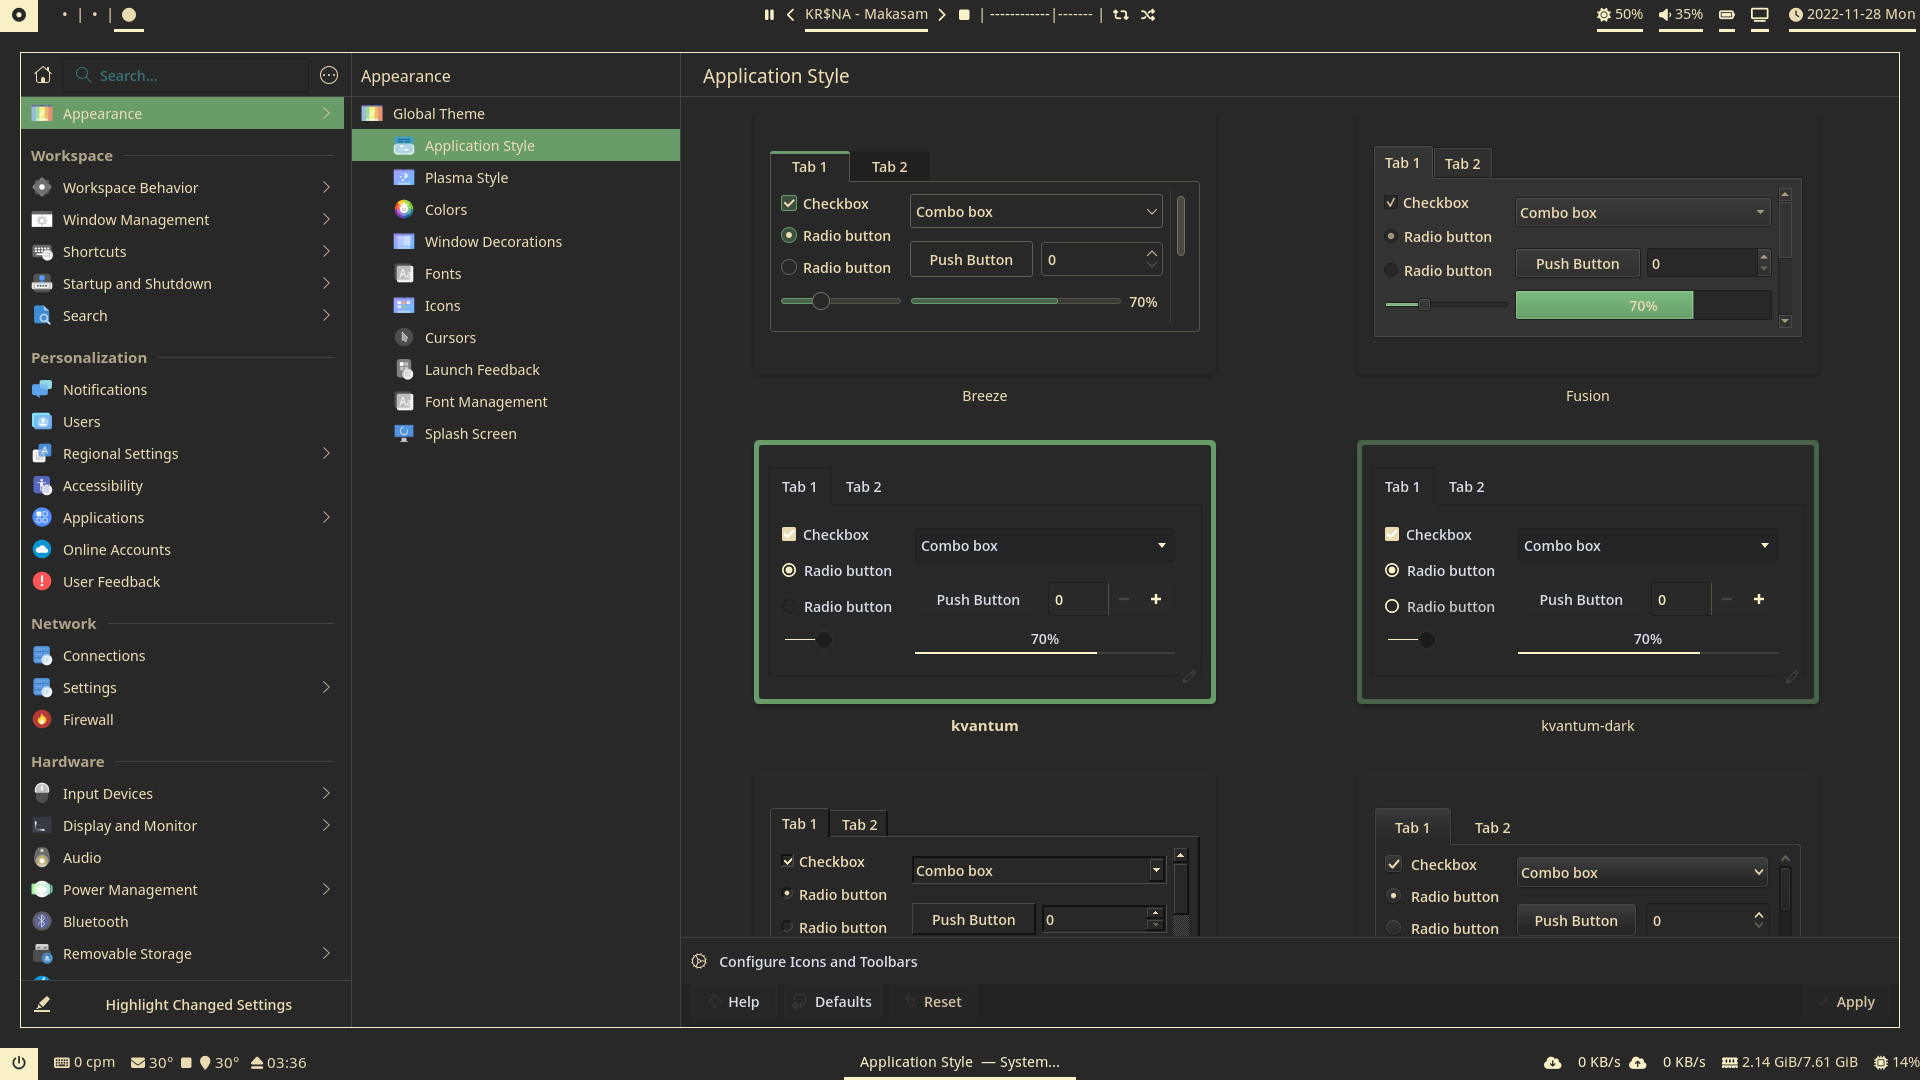 KR$NA - Makasam
| ------------|------- |
50%
35%
2022-11-28 Mon
Search...
Appearance
Application Style
Appearance
Workspace
Workspace Behavior
Window Management
Shortcuts
Startup and Shutdown
Search
Personalization
Notifications
Users
Regional Settings
Accessibility
Applications
Online Accounts
User Feedback
Network
Connections
Settings
Firewall
Hardware
Input Devices
Display and Monitor
Audio
Power Management
Bluetooth
Removable Storage
Highlight Changed Settings
Global Theme
Application Style
Plasma Style
Colors
Window Decorations
Fonts
Icons
Cursors
Launch Feedback
Font Management
Splash Screen
Tab 1 Tab 2
Checkbox Combo box
Radio button
Push Button 0
Radio button
70%
Breeze
Tab 1 Tab 2
Checkbox Combo box
Radio button
Push Button 0
Radio button
70%
Fusion
Tab 1 Tab 2
Checkbox Combo box
Radio button
Push Button 0
Radio button
70%
kvantum
Tab 1 Tab 2
Checkbox Combo box
Radio button
Push Button 0
Radio button
70%
kvantum-dark
Tab 1 Tab 2
Checkbox Combo box
Radio button
Push Button 0
Radio button
Tab 1 Tab 2
Checkbox Combo box
Radio button
Push Button 0
Radio button
Configure Icons and Toolbars
Help Defaults Reset Apply
0 cpm 30° 30° 03:36
Application Style — System...
0 KB/s 0 KB/s 2.14 GiB/7.61 GiB 14%